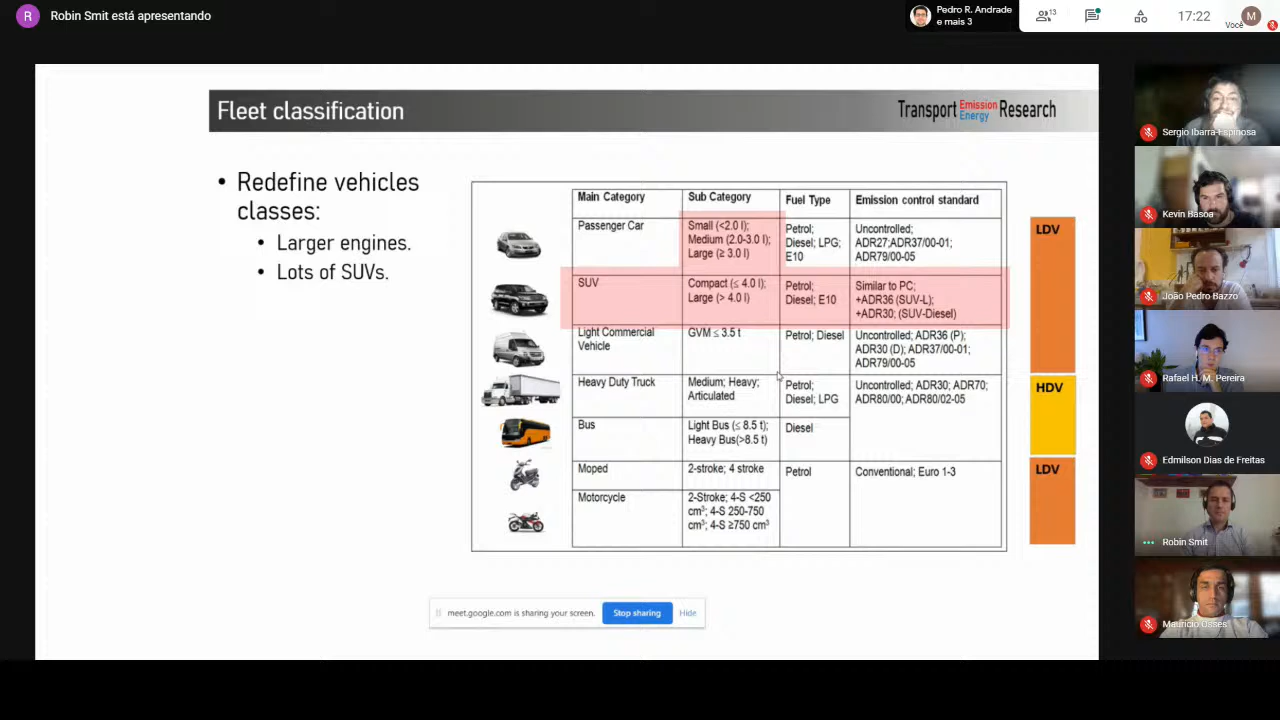 R Robin Smit está apresentando
Pedro R. Andrade
e mais 3
13
17:22
Você
M
Fleet classification
Transport Emission Energy Research
• Redefine vehicles
classes:
• Larger engines.
• Lots of SUVs.
Main Category Sub Category Fuel Type Emission control standard
Passenger Car Small (<2.0 l); Petrol; Uncontrolled;
Medium (2.0-3.0 l); Diesel; LPG; ADR27;ADR37/00-01;
Large (≥ 3.0 l) E10 ADR79/00-05
SUV Compact (≤ 4.0 l); Petrol; Similar to PC;
Large (> 4.0 l) Diesel; E10 +ADR36 (SUV-L);
+ADR30; (SUV-Diesel)
Light Commercial GVM ≤ 3.5 t Petrol; Diesel Uncontrolled; ADR36 (P);
Vehicle ADR30 (D); ADR37/00-01;
ADR79/00-05
Heavy Duty Truck Medium; Heavy; Petrol; Uncontrolled; ADR30; ADR70;
Articulated Diesel; LPG ADR80/00; ADR80/02-05
Bus Light Bus (≤ 8.5 t); Diesel
Heavy Bus(>8.5 t)
Moped 2-stroke; 4 stroke Petrol Conventional; Euro 1-3
Motorcycle 2-Stroke; 4-S <250
cm³; 4-S 250-750
cm³; 4-S ≥750 cm³
LDV
HDV
LDV
meet.google.com is sharing your screen. Stop sharing Hide
Sergio Ibarra-Espinosa
Kevin Basoa
João Pedro Bazzo
Rafael H. M. Pereira
Edmilson Dias de Freitas
Robin Smit
Mauricio Osses